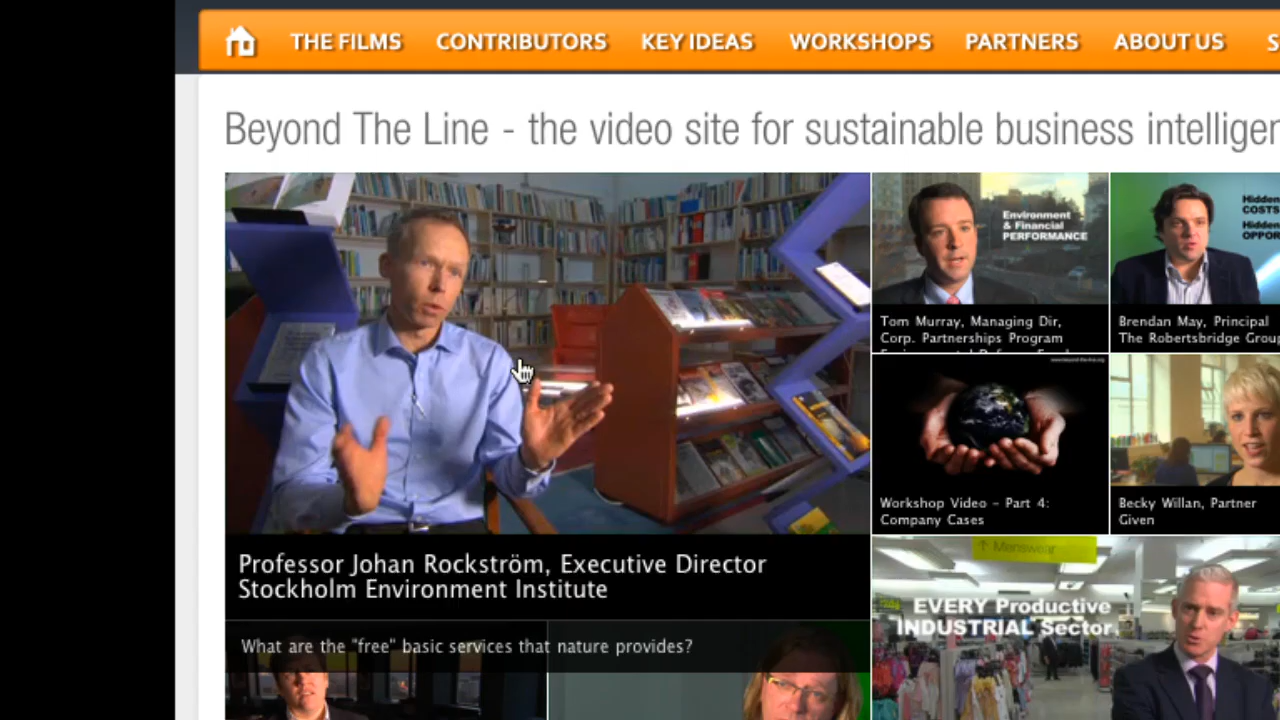 THE FILMS CONTRIBUTORS KEY IDEAS WORKSHOPS PARTNERS ABOUT US S
Beyond The Line - the video site for sustainable business intelligen
Environment
& Financial
PERFORMANCE
Tom Murray, Managing Dir,
Corp. Partnerships Program
Hidden
COSTS
Hidden
OPPOR
Brendan May, Principal
The Robertsbridge Group
Professor Johan Rockström, Executive Director
Stockholm Environment Institute
What are the "free" basic services that nature provides?
Workshop Video – Part 4:
Company Cases
Becky Willan, Partner
Given
↑ Menswear
EVERY Productive
INDUSTRIAL Sector